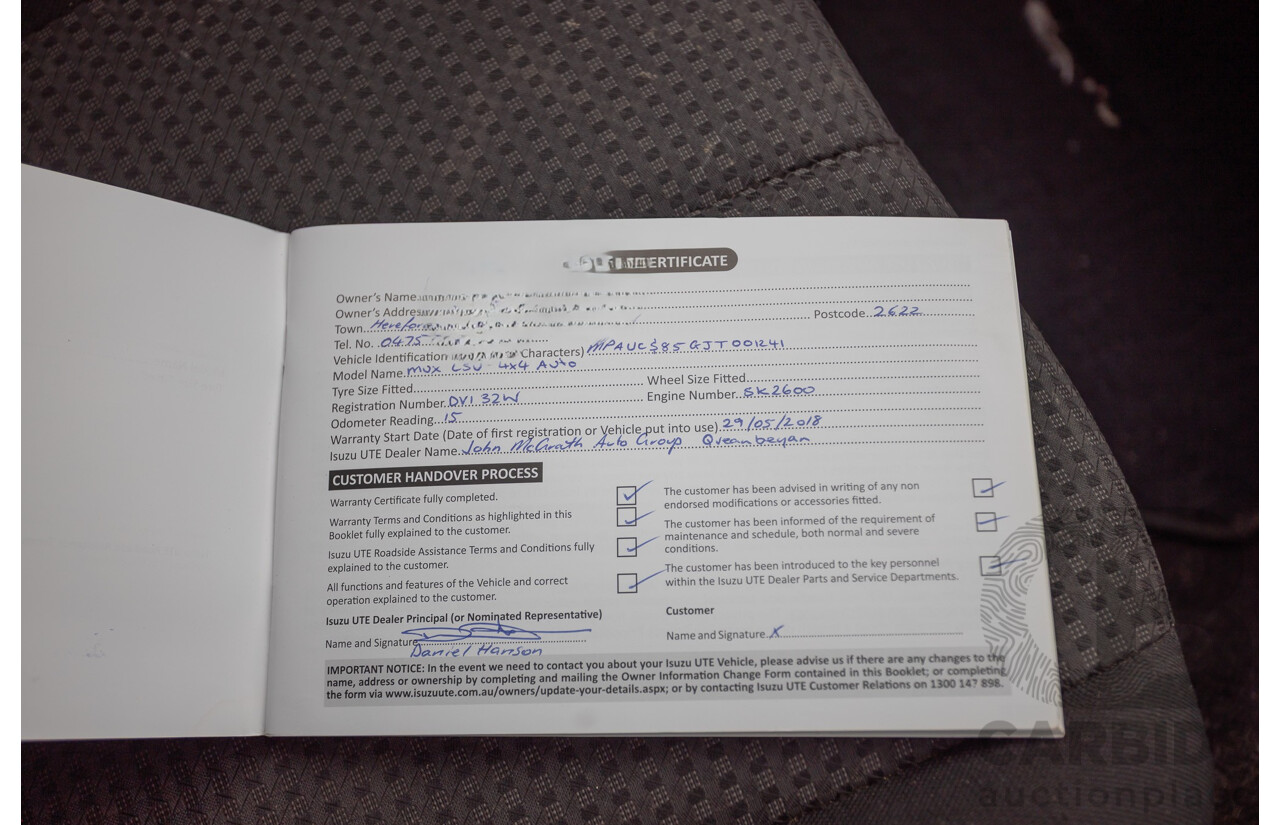 ERTIFICATE
Owner's Name
Owner's Addres
Town Postcode 2622
Tel. No. 0475
Vehicle Identification Characters) MPAUCS85GJT001241
Model Name MUX LSU 4x4 Auto
Tyre Size Fitted Wheel Size Fitted
Registration Number DVI 32W Engine Number SK2600
Odometer Reading 15
Warranty Start Date (Date of first registration or Vehicle put into use) 29/05/2018
Isuzu UTE Dealer Name John McGrath Auto Group Queanbeyan
CUSTOMER HANDOVER PROCESS
Warranty Certificate fully completed.
Warranty Terms and Conditions as highlighted in this
Booklet fully explained to the customer.
Isuzu UTE Roadside Assistance Terms and Conditions fully
explained to the customer.
All functions and features of the Vehicle and correct
operation explained to the customer.
The customer has been advised in writing of any non
endorsed modifications or accessories fitted.
The customer has been informed of the requirement of
maintenance and schedule, both normal and severe
conditions.
The customer has been introduced to the key personnel
within the Isuzu UTE Dealer Parts and Service Departments.
Isuzu UTE Dealer Principal (or Nominated Representative)
Name and Signature
Daniel Hanson
Customer
Name and Signature X
IMPORTANT NOTICE: In the event we need to contact you about your Isuzu UTE Vehicle, please advise us if there are any changes to the
name, address or ownership by completing and mailing the Owner Information Change Form contained in this Booklet; or completing
the form via www.isuzuute.com.au/owners/update-your-details.aspx; or by contacting Isuzu UTE Customer Relations on 1300 147 898.
CARBID
auctionplac